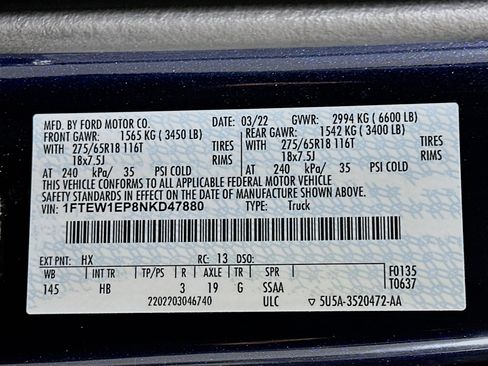 MFD. BY FORD MOTOR CO. 03/22 GVWR: 2994 KG (6600 LB)
FRONT GAWR: 1565 KG (3450 LB) REAR GAWR: 1542 KG (3400 LB)
WITH 275/65R18 116T TIRES WITH 275/65R18 116T TIRES
18x7.5J RIMS 18x7.5J RIMS
AT 240 kPa/ 35 PSI COLD AT 240 kPa/ 35 PSI COLD
THIS VEHICLE CONFORMS TO ALL APPLICABLE FEDERAL MOTOR VEHICLE
SAFETY STANDARDS IN EFFECT ON THE DATE OF MANUFACTURE SHOWN ABOVE.
VIN: 1FTEW1EP8NKD47880 TYPE: Truck
EXT PNT: HX RC: 13 DSO:
WB INT TR TP/PS R AXLE TR SPR F0135
145 HB 3 19 G SSAA T0637
2202203046740 ULC 5U5A-3520472-AA